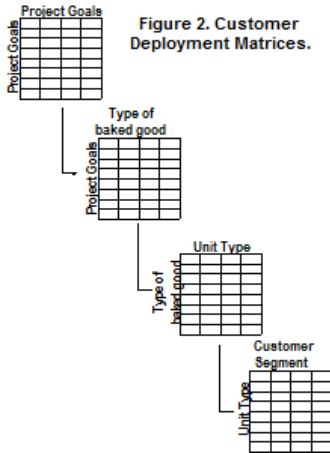 Project Goals
Figure 2. Customer
Deployment Matrices.
Project Goals
Type of
baked good
Project Goals
Unit Type
Type of
baked good
Customer
Segment
Unit Type